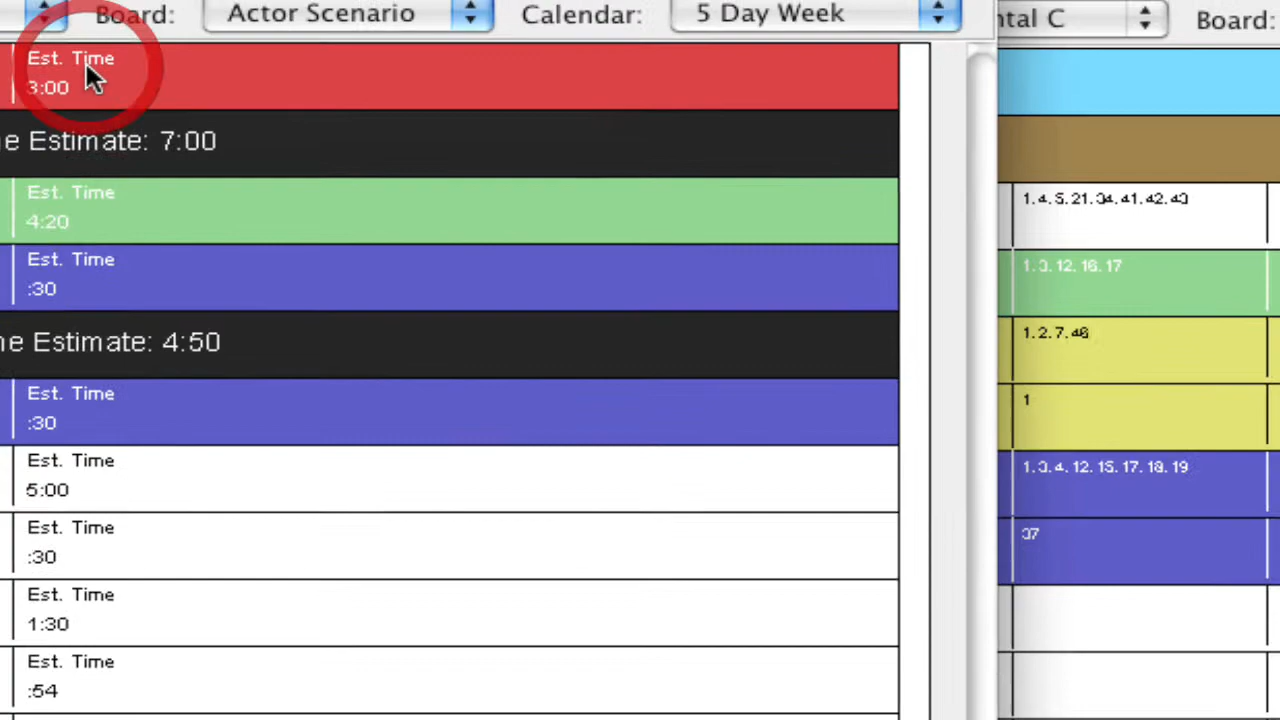 Board: Actor Scenario Calendar: 5 Day Week
Est. Time
3:00
e Estimate: 7:00
Est. Time
4:20
Est. Time
:30
ne Estimate: 4:50
Est. Time
:30
Est. Time
5:00
Est. Time
:30
Est. Time
1:30
Est. Time
:54
ntal C Board:
1, 4, 5, 21, 34, 41, 42, 43
1, 3, 12, 16, 17
1, 2, 7, 46
1
1, 3, 4, 12, 15, 17, 18, 19
37